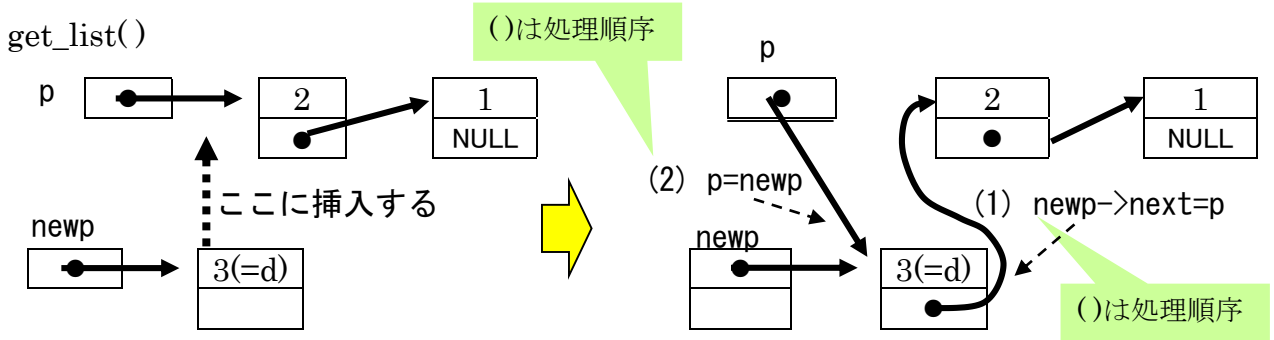 get_list()
p
2
1
NULL
ここに挿入する
newp
3(=d)
()は処理順序
p
2
1
NULL
(2) p=newp
(1) newp->next=p
newp
3(=d)
()は処理順序